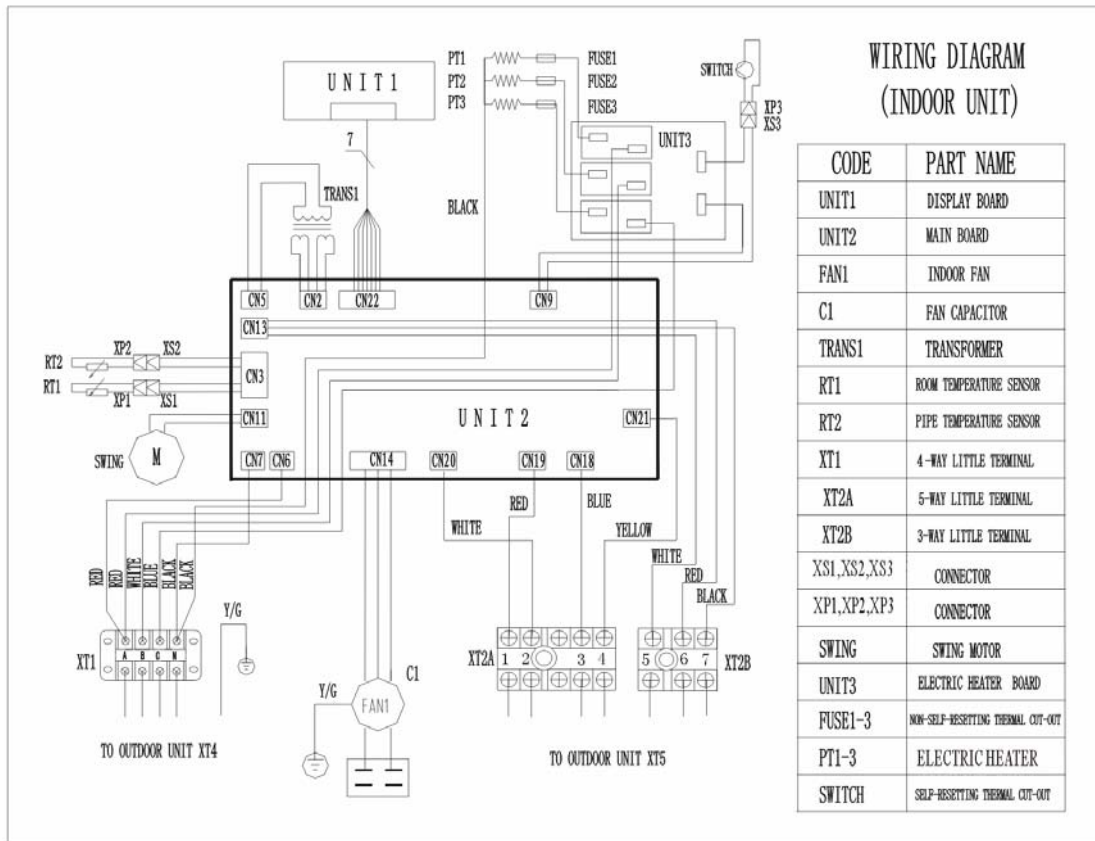 WIRING DIAGRAM
(INDOOR UNIT)
UNIT1
7
TRANS1
PT1 FUSE1
PT2 FUSE2
PT3 FUSE3
BLACK
UNIT3
SWITCH
XP3
XS3
CN5 CN2 CN22 CN9
CN13
RT2 XP2 XS2
CN3
RT1 XP1 XS1
CN11
SWING M
UNIT2
CN21
CN7 CN6 CN14 CN20 CN19 CN18
RED
RED
WHITE
BLUE
BLACK
BLACK
WHITE
RED
BLUE
YELLOW
WHITE
RED
BLACK
XT1
A B C N
Y/G
Y/G
C1
FAN1
XT2A
1 2 3 4
5 6 7
XT2B
TO OUTDOOR UNIT XT4
TO OUTDOOR UNIT XT5
CODE PART NAME
UNIT1 DISPLAY BOARD
UNIT2 MAIN BOARD
FAN1 INDOOR FAN
C1 FAN CAPACITOR
TRANS1 TRANSFORMER
RT1 ROOM TEMPERATURE SENSOR
RT2 PIPE TEMPERATURE SENSOR
XT1 4-WAY LITTLE TERMINAL
XT2A 5-WAY LITTLE TERMINAL
XT2B 3-WAY LITTLE TERMINAL
XS1,XS2,XS3 CONNECTOR
XP1,XP2,XP3 CONNECTOR
SWING SWING MOTOR
UNIT3 ELECTRIC HEATER BOARD
FUSE1-3 NON-SELF-RESETTING THERMAL CUT-OUT
PT1-3 ELECTRIC HEATER
SWITCH SELF-RESETTING THERMAL CUT-OUT